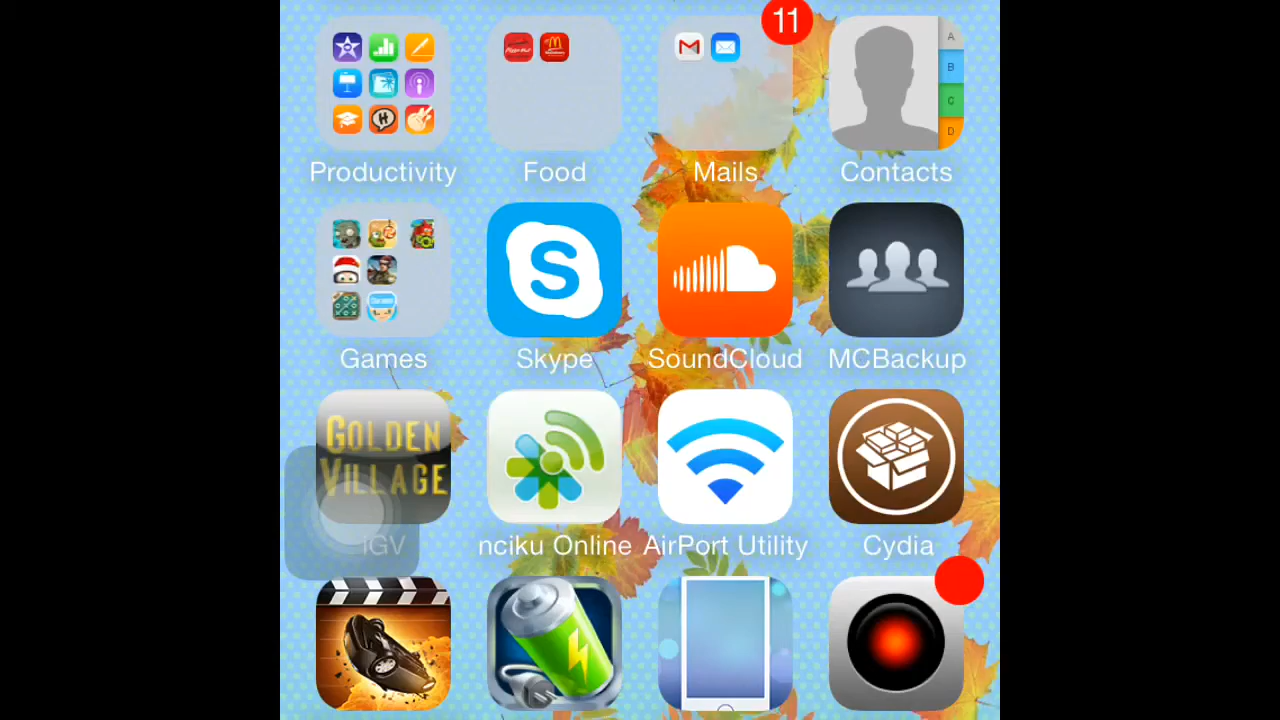 11
A
B
C
D
Productivity
Food
Mails
Contacts
S
Games
Skype
SoundCloud
MCBackup
GOLDEN
VILLAGE
iGV
nciku Online
AirPort Utility
Cydia